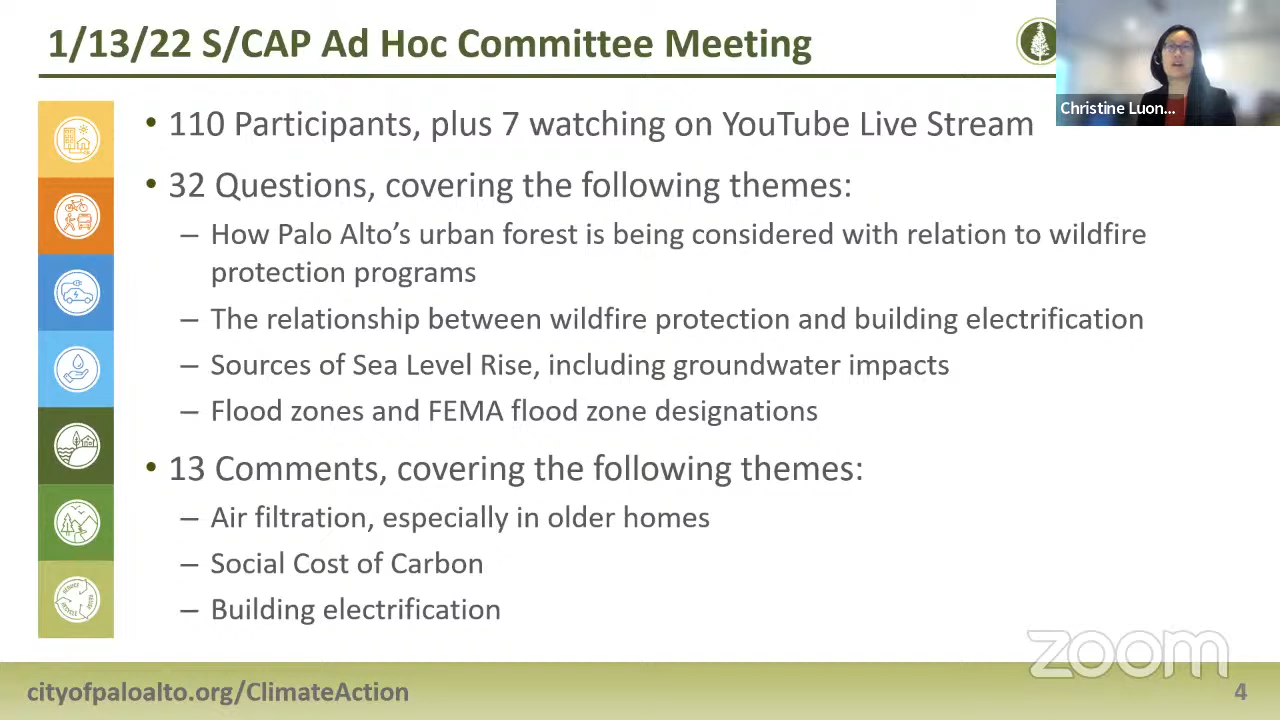 1/13/22 S/CAP Ad Hoc Committee Meeting
Christine Luon...
• 110 Participants, plus 7 watching on YouTube Live Stream
• 32 Questions, covering the following themes:
– How Palo Alto’s urban forest is being considered with relation to wildfire
protection programs
– The relationship between wildfire protection and building electrification
– Sources of Sea Level Rise, including groundwater impacts
– Flood zones and FEMA flood zone designations
• 13 Comments, covering the following themes:
– Air filtration, especially in older homes
– Social Cost of Carbon
– Building electrification
REDUCE
REUSE
RECYCLE
zoom
cityofpaloalto.org/ClimateAction
4